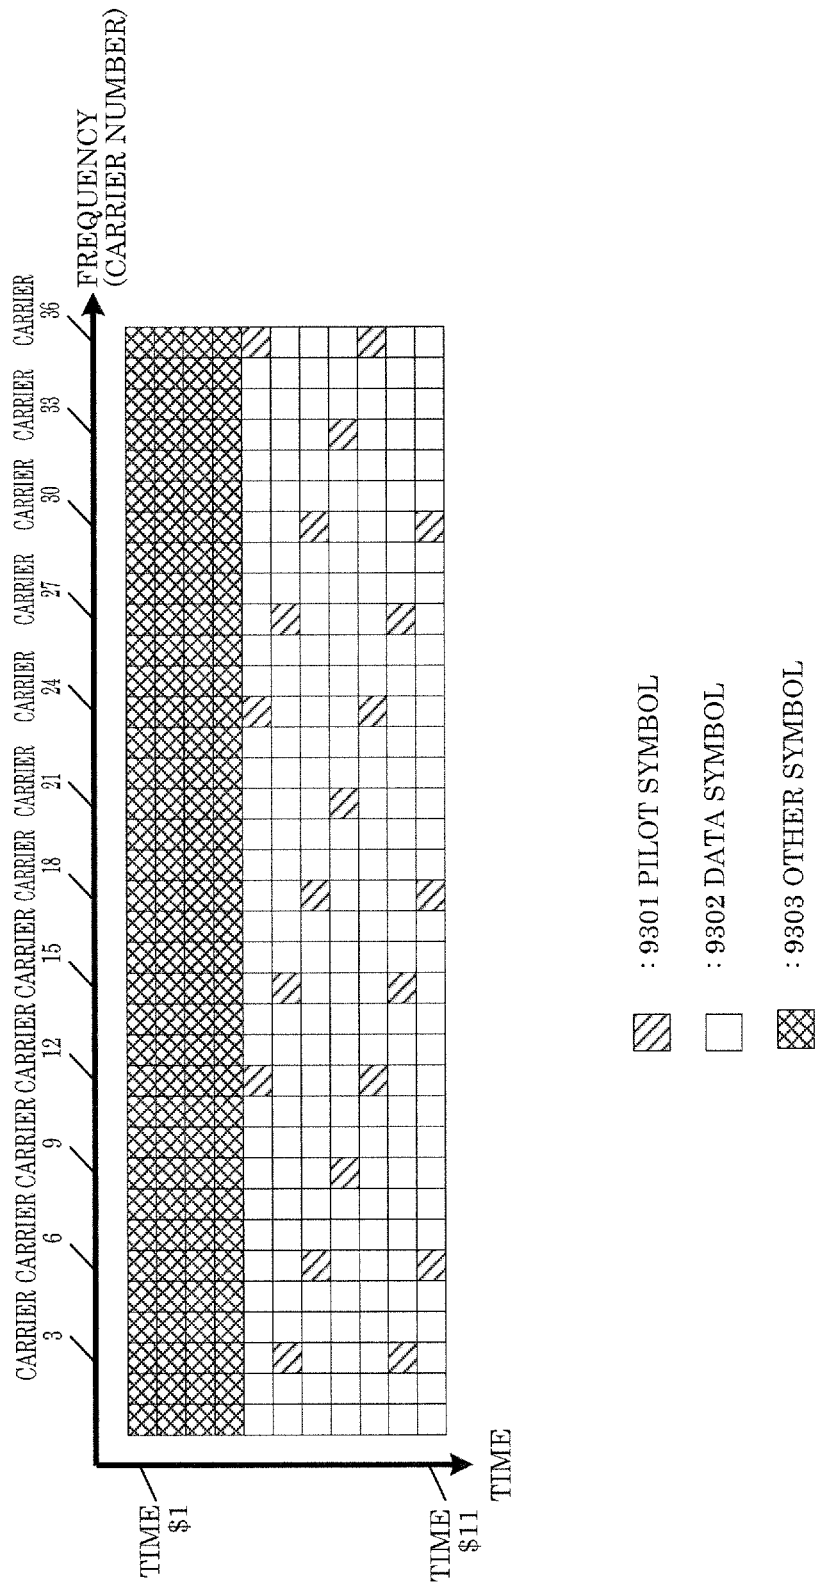 FREQUENCY
(CARRIER NUMBER)
CARRIER
3
CARRIER
6
CARRIER
9
CARRIER
12
CARRIER
15
CARRIER
18
CARRIER
21
CARRIER
24
CARRIER
27
CARRIER
30
CARRIER
33
CARRIER
36
TIME
$1
TIME
$11
TIME
: 9301 PILOT SYMBOL
: 9302 DATA SYMBOL
: 9303 OTHER SYMBOL